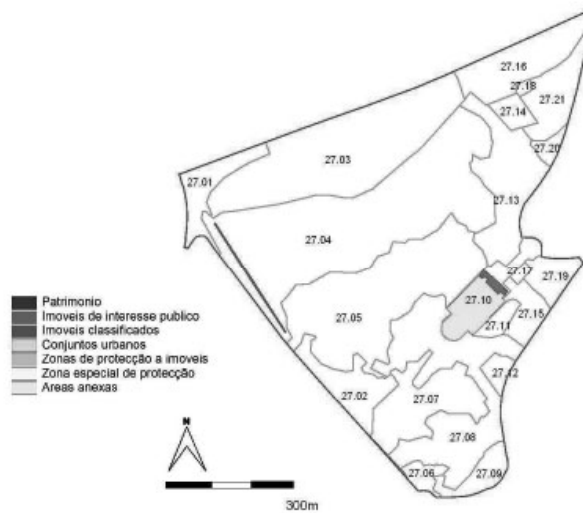 27.16
27.18
27.21
27.14
27.20
27.03
27.01
27.13
27.04
27.17
27.19
27.10
27.15
27.05
27.11
27.12
27.02
27.07
27.08
27.06
27.09
Patrimonio
Imoveis de interesse publico
Imoveis classificados
Conjuntos urbanos
Zonas de protecção a imoveis
Zona especial de protecção
Areas anexas
N
300m